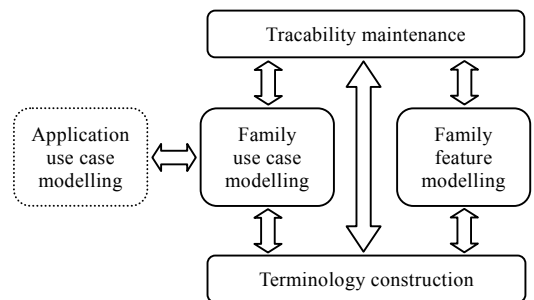 Tracability maintenance
Application
use case
modelling
Family
use case
modelling
Family
feature
modelling
Terminology construction